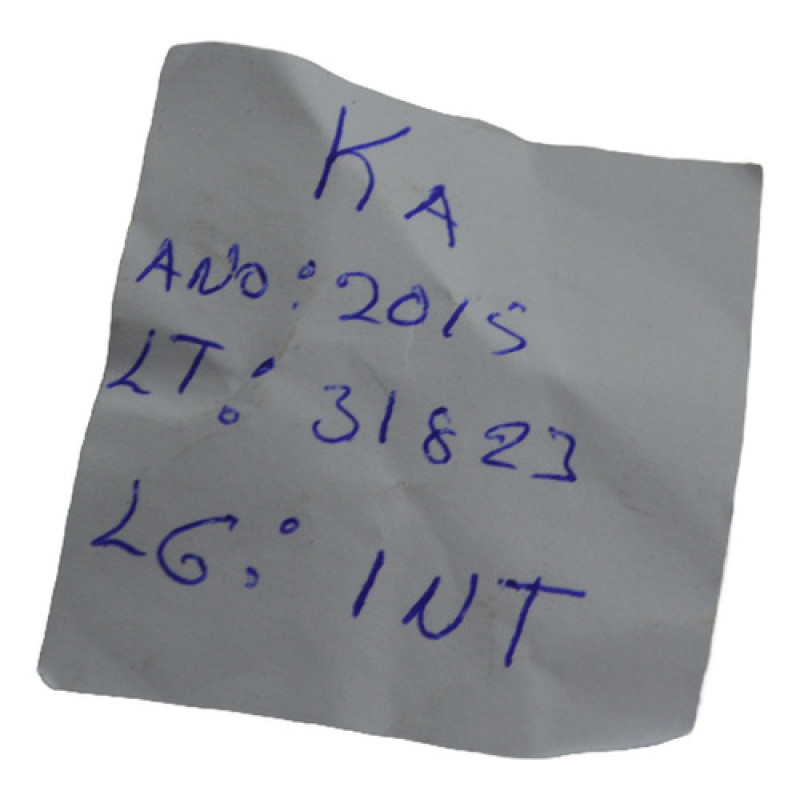 KA
ANO: 2015
LT: 31823
LG: INT